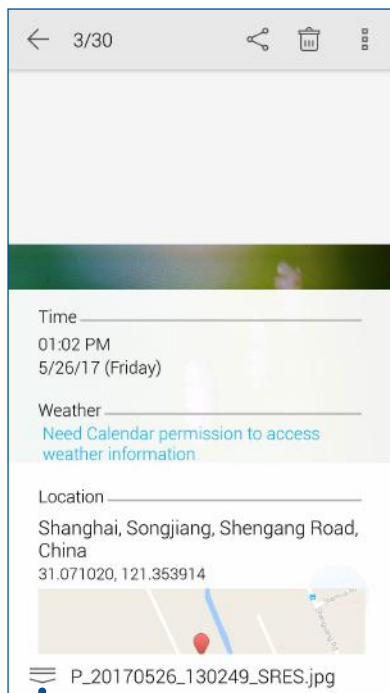 3/30
Time
01:02 PM
5/26/17 (Friday)
Weather
Need Calendar permission to access
weather information
Location
Shanghai, Songjiang, Shengang Road,
China
31.071020, 121.353914
P_20170526_130249_SRES.jpg